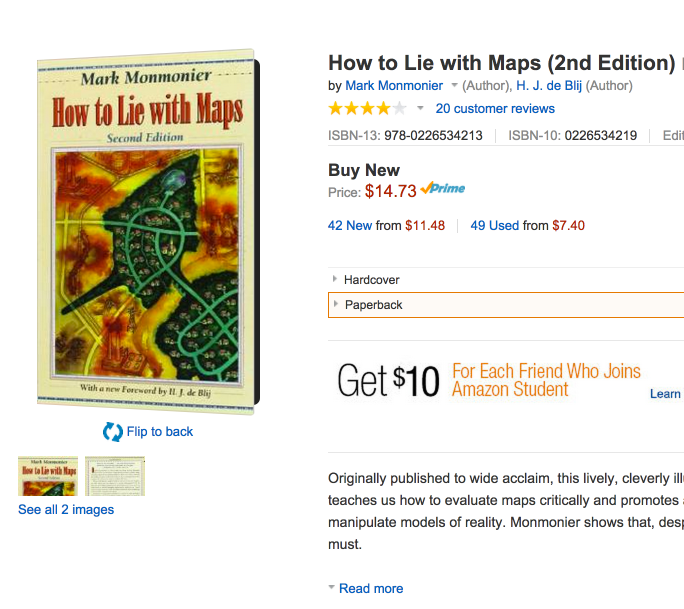 Mark Monmonier
How to Lie with Maps
Second Edition
With a new Foreword by H. J. de Blij
Flip to back
Mark Monmonier
How to Lie with Maps
See all 2 images
How to Lie with Maps (2nd Edition)
by Mark Monmonier (Author), H. J. de Blij (Author)
20 customer reviews
ISBN-13: 978-0226534213 ISBN-10: 0226534219 Edit
Buy New
Price: $14.73 Prime
42 New from $11.48 49 Used from $7.40
Hardcover
Paperback
Get $10 For Each Friend Who Joins
Amazon Student
Learn
Originally published to wide acclaim, this lively, cleverly ill
teaches us how to evaluate maps critically and promotes
manipulate models of reality. Monmonier shows that, desp
must.
Read more